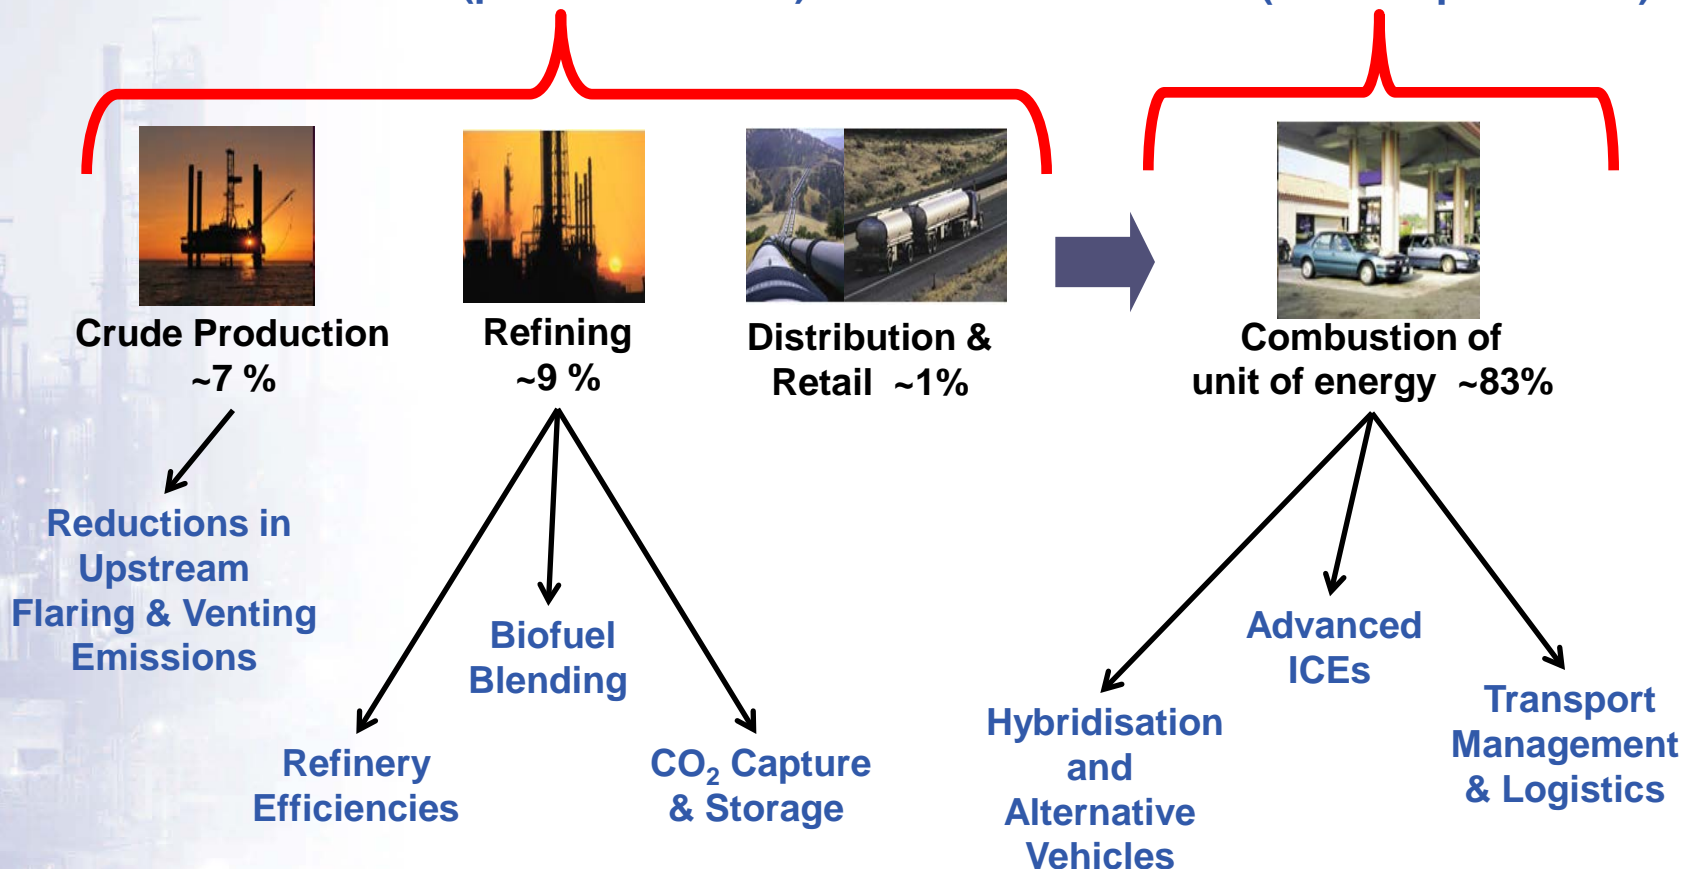 Crude Production
~7 %
Refining
~9 %
Distribution &
Retail ~1%
Combustion of
unit of energy ~83%
Reductions in
Upstream
Flaring & Venting
Emissions
Refinery
Efficiencies
Biofuel
Blending
CO₂ Capture
& Storage
Hybridisation
and
Alternative
Vehicles
Advanced
ICEs
Transport
Management
& Logistics